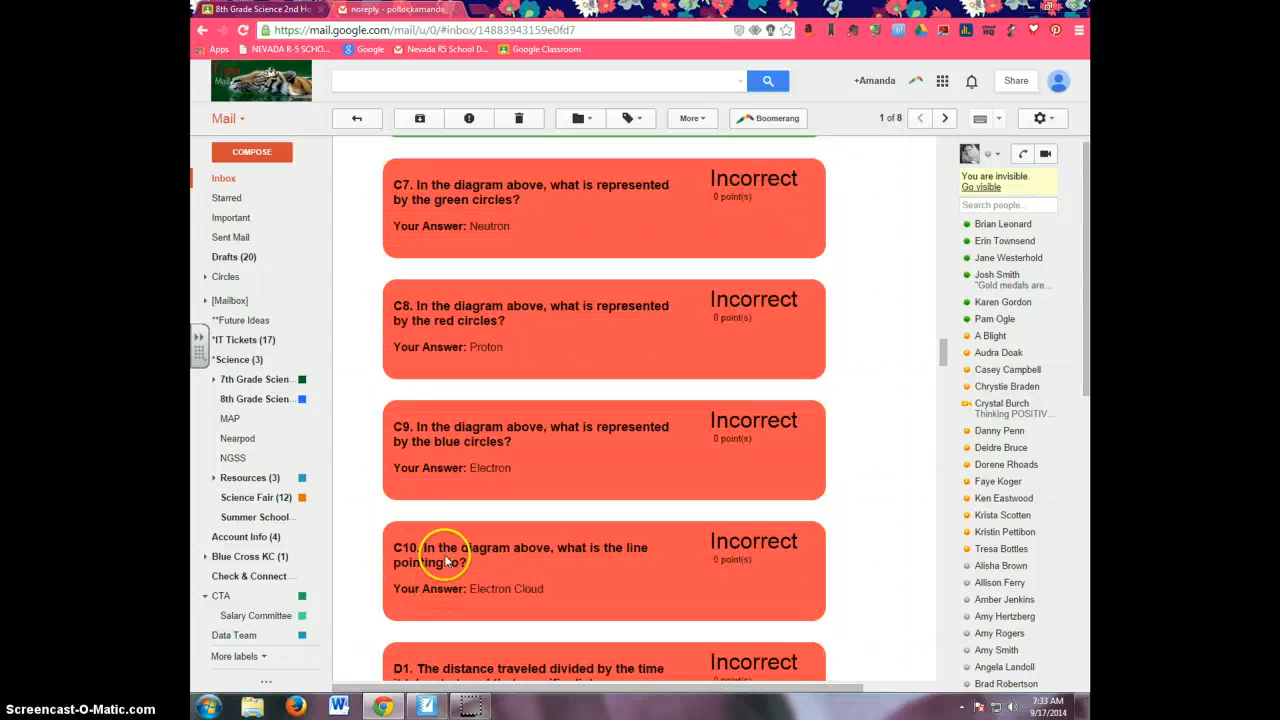 8th Grade Science 2nd Ho
noreply - pollockamanda
https://mail.google.com/mail/u/0/#inbox/14883943159e0fd7
Apps
NEVADA R-5 SCHO...
Google
Nevada R5 School D...
Google Classroom
+Amanda
Share
Mail
More
Boomerang
1 of 8
COMPOSE
Inbox
Starred
Important
Sent Mail
Drafts (20)
Circles
[Mailbox]
**Future Ideas
*IT Tickets (17)
*Science (3)
7th Grade Scien...
8th Grade Scien...
MAP
Nearpod
NGSS
Resources (3)
Science Fair (12)
Summer School...
Account Info (4)
Blue Cross KC (1)
Check & Connect ...
CTA
Salary Committee
Data Team
More labels
C7. In the diagram above, what is represented
by the green circles?
Your Answer: Neutron
Incorrect
0 point(s)
C8. In the diagram above, what is represented
by the red circles?
Your Answer: Proton
Incorrect
0 point(s)
C9. In the diagram above, what is represented
by the blue circles?
Your Answer: Electron
Incorrect
0 point(s)
C10. In the diagram above, what is the line
pointing to?
Your Answer: Electron Cloud
Incorrect
0 point(s)
D1. The distance traveled divided by the time
Incorrect
You are invisible.
Go visible
Search people...
Brian Leonard
Erin Townsend
Jane Westerhold
Josh Smith
"Gold medals are...
Karen Gordon
Pam Ogle
A Blight
Audra Doak
Casey Campbell
Chrystie Braden
Crystal Burch
Thinking POSITIV...
Danny Penn
Deidre Bruce
Dorene Rhoads
Faye Koger
Ken Eastwood
Krista Scotten
Kristin Pettibon
Tresa Bottles
Alisha Brown
Allison Ferry
Amber Jenkins
Amy Hertzberg
Amy Rogers
Amy Smith
Angela Landoll
Brad Robertson
7:33 AM
9/17/2014
Screencast-O-Matic.com